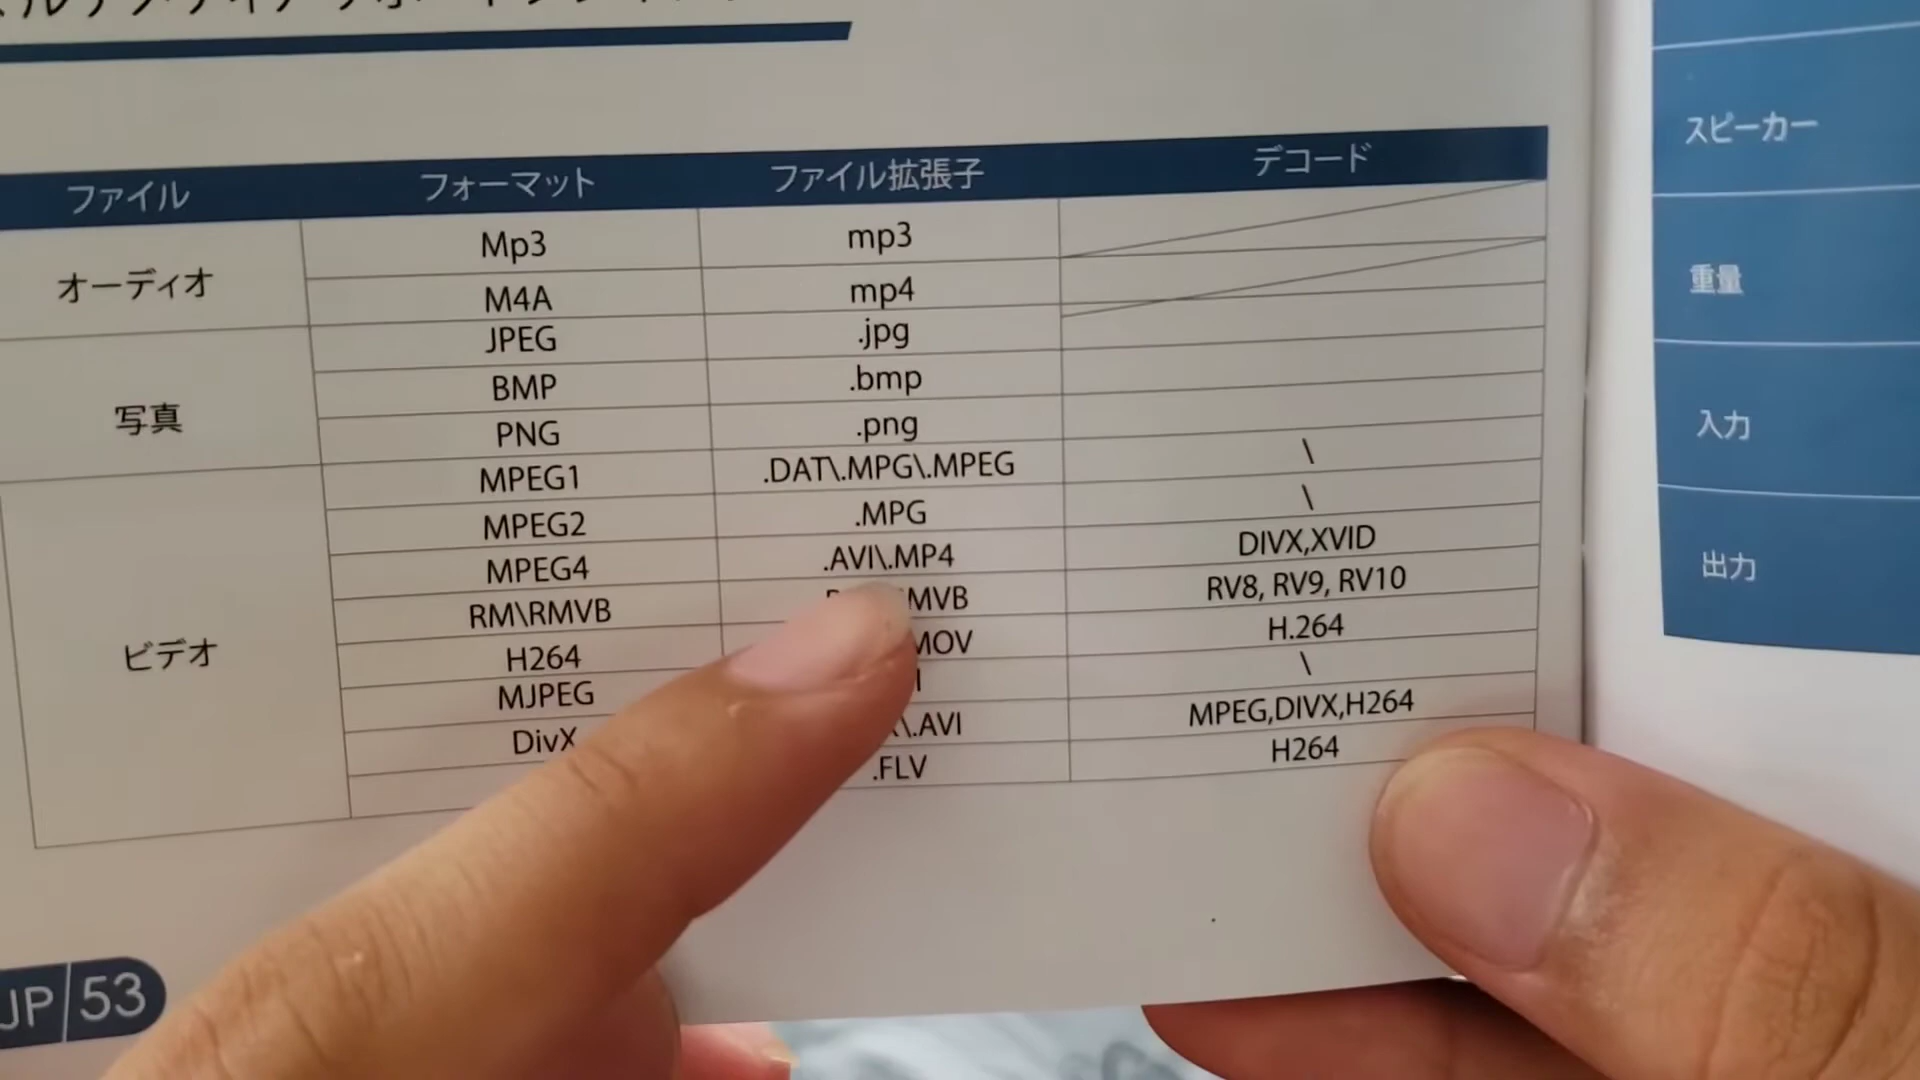 ファイル フォーマット ファイル拡張子 デコード
オーディオ
Mp3 mp3
M4A mp4
写真
JPEG .jpg
BMP .bmp
PNG .png
ビデオ
MPEG1 .DAT\.MPG\.MPEG \
MPEG2 .MPG \
MPEG4 .AVI\.MP4 DIVX,XVID
RM\RMVB RV8, RV9, RV10
H264 H.264
MJPEG \
DivX \.AVI MPEG,DIVX,H264
.FLV H264
JP/53
スピーカー
重量
入力
出力